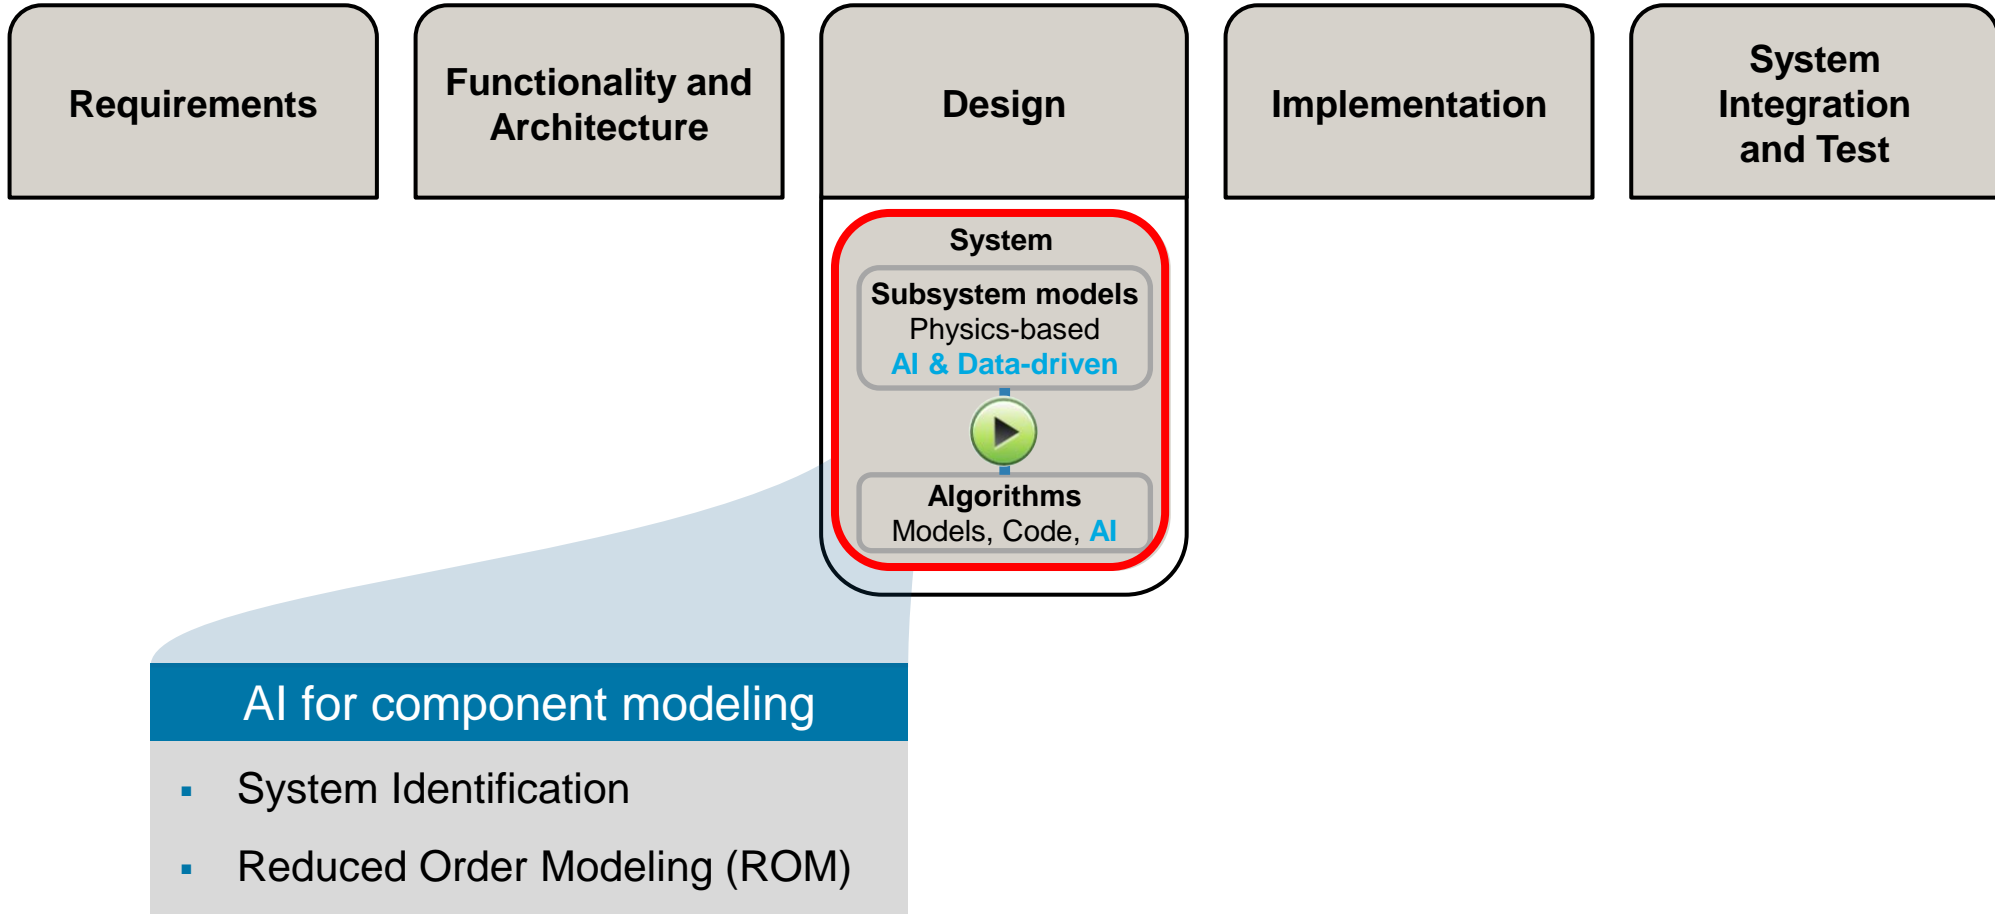 Requirements
Functionality and
Architecture
Design
Implementation
System
Integration
and Test
System
Subsystem models
Physics-based
AI & Data-driven
Algorithms
Models, Code, AI
AI for component modeling
▪ System Identification
▪ Reduced Order Modeling (ROM)